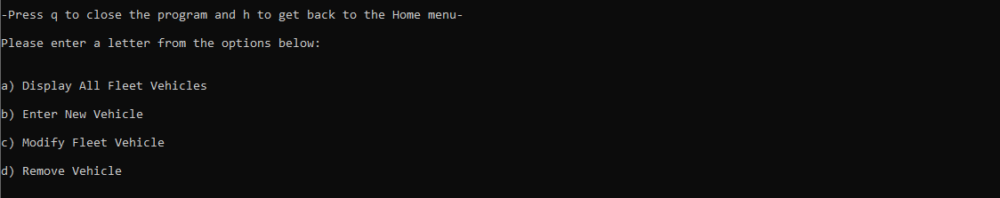 -Press q to close the program and h to get back to the Home menu-
Please enter a letter from the options below:
a) Display All Fleet Vehicles
b) Enter New Vehicle
c) Modify Fleet Vehicle
d) Remove Vehicle